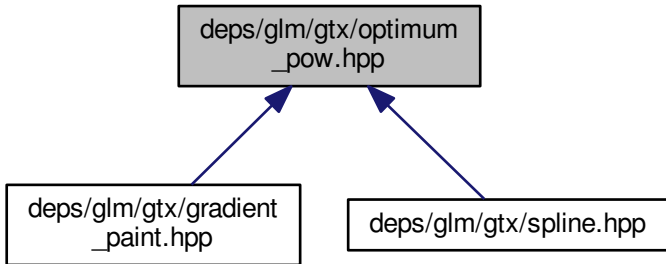 deps/glm/gtx/optimum
_pow.hpp
deps/glm/gtx/gradient
_paint.hpp
deps/glm/gtx/spline.hpp